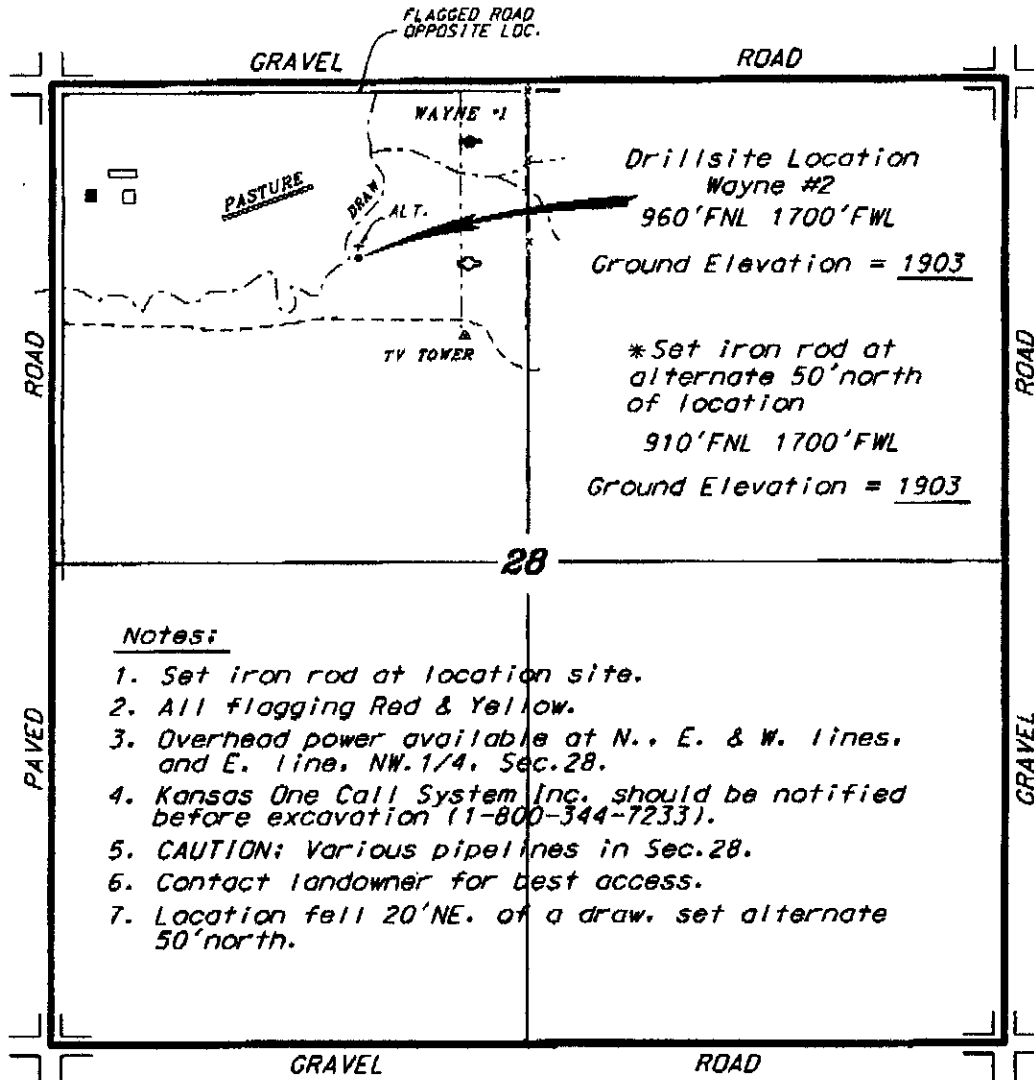 FLAGGED ROAD
OPPOSITE LOC.
GRAVEL
ROAD
WAYNE #1
PASTURE
DRAW
ALT.
TV TOWER
Drillsite Location
Wayne #2
960'FNL 1700'FWL
Ground Elevation = 1903
*Set iron rod at
alternate 50'north
of location
910'FNL 1700'FWL
Ground Elevation = 1903
ROAD
ROAD
28
Notes:
1. Set iron rod at location site.
2. All flagging Red & Yellow.
3. Overhead power available at N., E. & W. lines.
and E. line. NW.1/4. Sec.28.
4. Kansas One Call System Inc. should be notified
before excavation (1-800-344-7233).
5. CAUTION: Various pipelines in Sec.28.
6. Contact landowner for best access.
7. Location fell 20'NE. of a draw. set alternate
50'north.
PAVED
GRAVEL
GRAVEL
ROAD